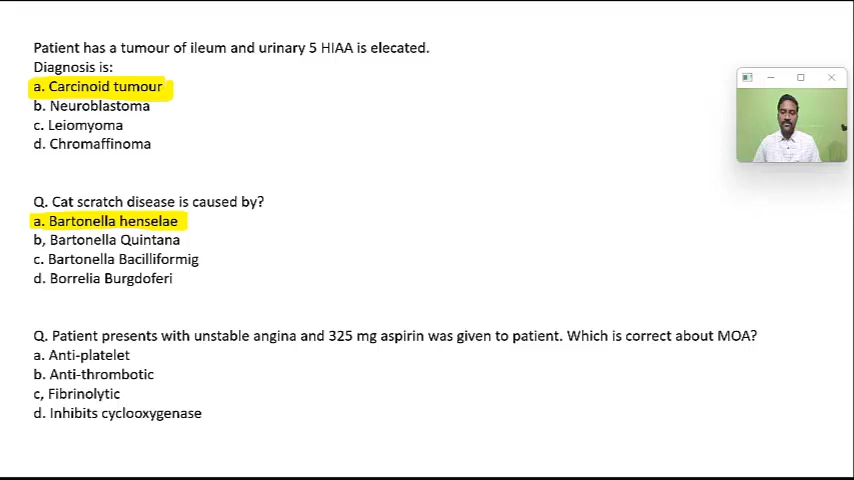 Patient has a tumour of ileum and urinary 5 HIAA is elecated.
Diagnosis is:
a. Carcinoid tumour
b. Neuroblastoma
c. Leiomyoma
d. Chromaffinoma
Q. Cat scratch disease is caused by?
a. Bartonella henselae
b, Bartonella Quintana
c. Bartonella Bacilliformig
d. Borrelia Burgdoferi
Q. Patient presents with unstable angina and 325 mg aspirin was given to patient. Which is correct about MOA?
a. Anti-platelet
b. Anti-thrombotic
c, Fibrinolytic
d. Inhibits cyclooxygenase